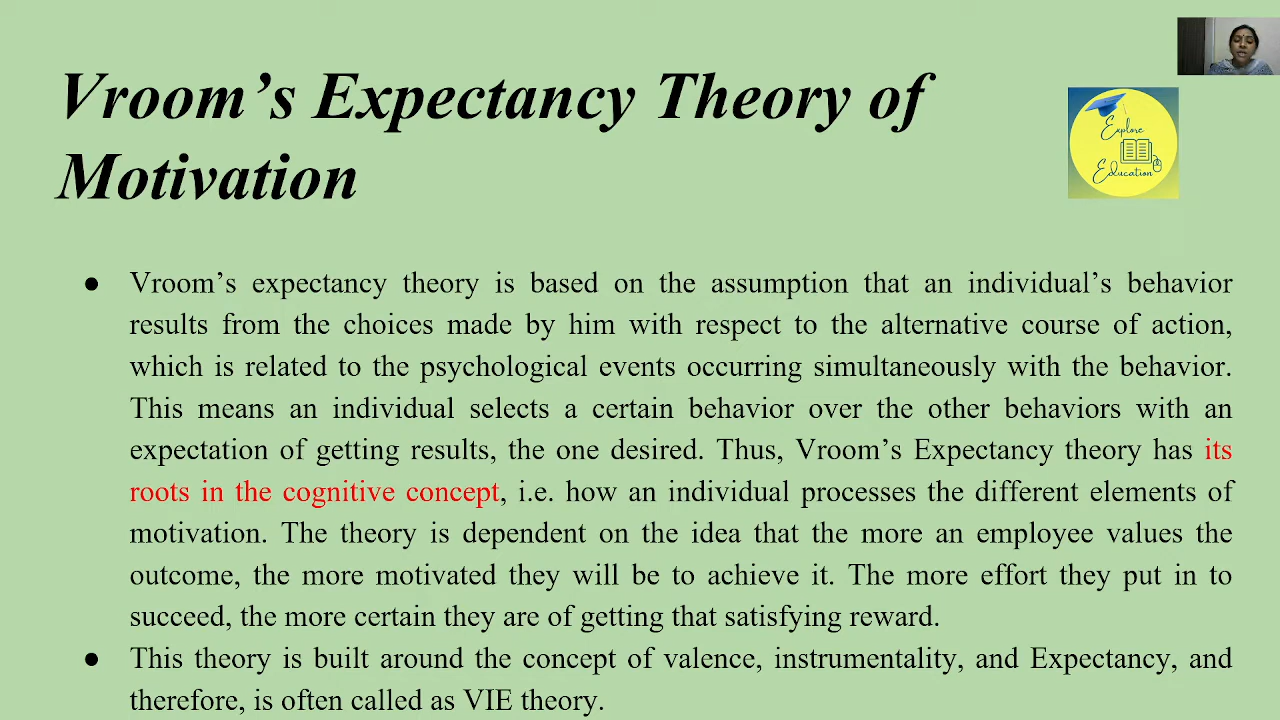 Vroom’s Expectancy Theory of
Motivation
Explore
Education
● Vroom’s expectancy theory is based on the assumption that an individual’s behavior
results from the choices made by him with respect to the alternative course of action,
which is related to the psychological events occurring simultaneously with the behavior.
This means an individual selects a certain behavior over the other behaviors with an
expectation of getting results, the one desired. Thus, Vroom’s Expectancy theory has its
roots in the cognitive concept, i.e. how an individual processes the different elements of
motivation. The theory is dependent on the idea that the more an employee values the
outcome, the more motivated they will be to achieve it. The more effort they put in to
succeed, the more certain they are of getting that satisfying reward.
● This theory is built around the concept of valence, instrumentality, and Expectancy, and
therefore, is often called as VIE theory.